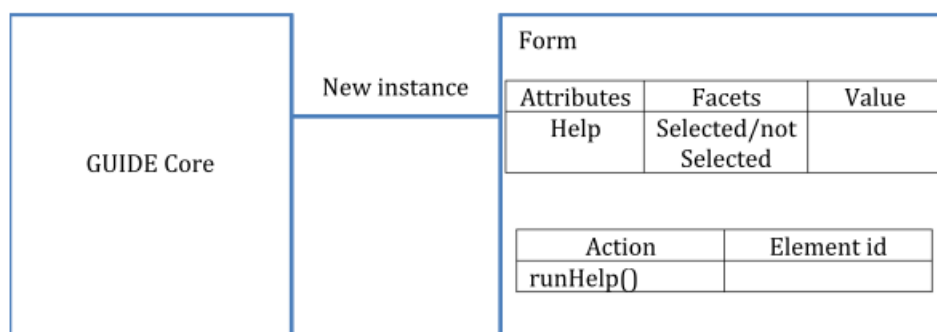 Form
New instance
Attributes Facets Value
Help Selected/not
Selected
GUIDE Core
Action Element id
runHelp()